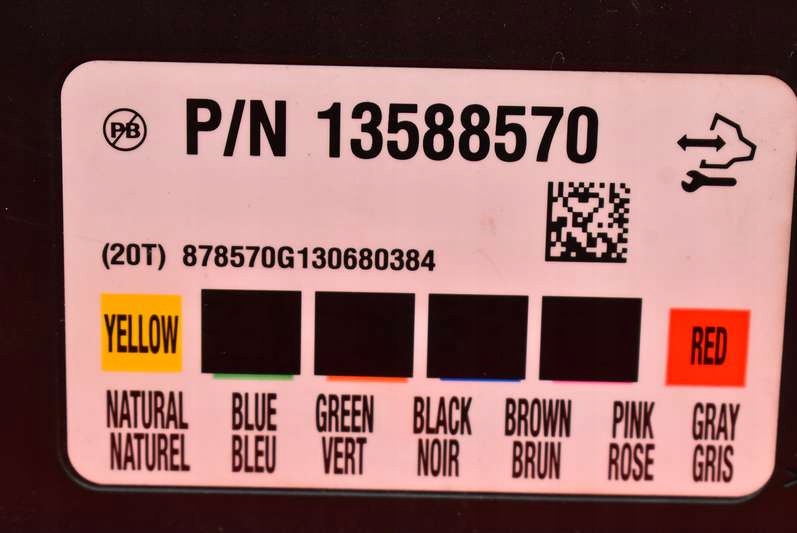 PB P/N 13588570
(20T) 878570G130680384
YELLOW RED
NATURAL BLUE GREEN BLACK BROWN PINK GRAY
NATUREL BLEU VERT NOIR BRUN ROSE GRIS